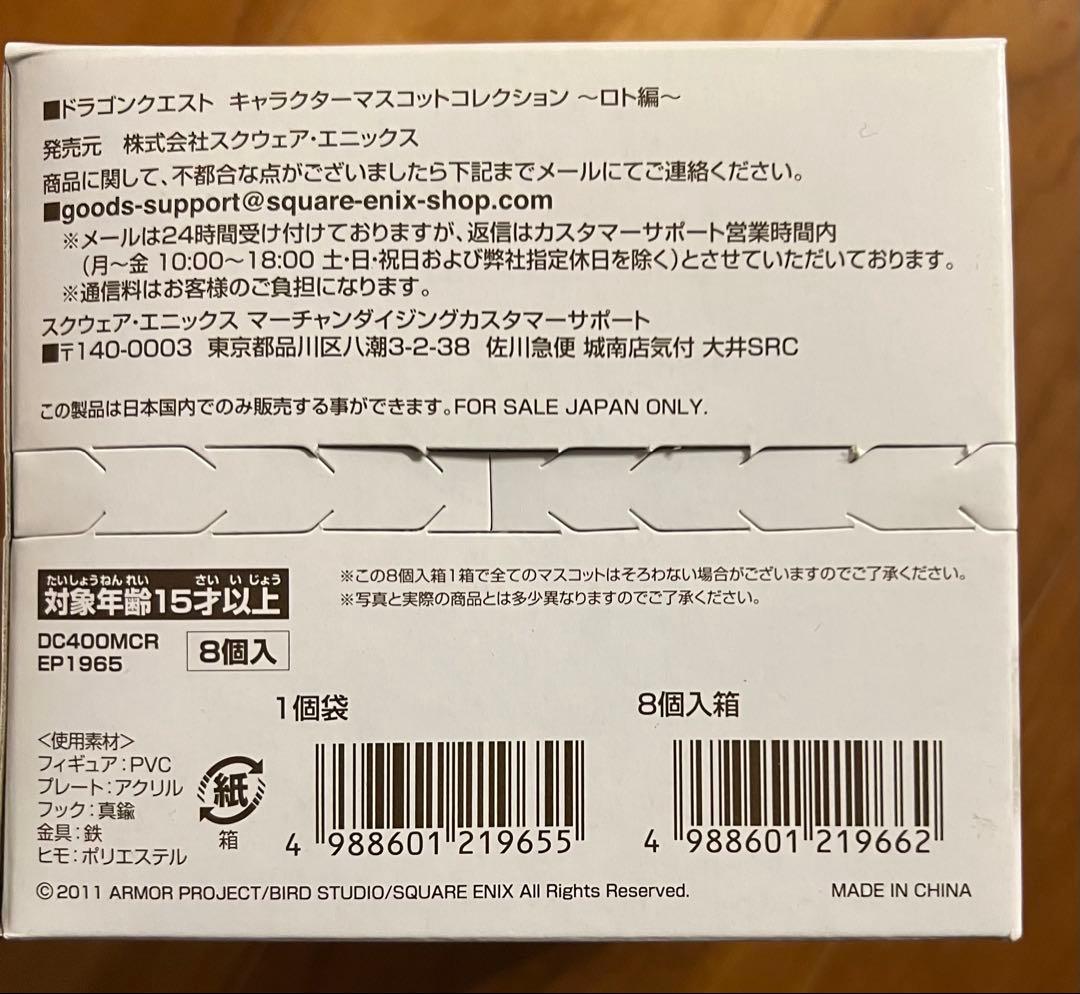 ■ドラゴンクエスト キャラクターマスコットコレクション ～ロト編～
発売元 株式会社スクウェア・エニックス
商品に関して、不都合な点がございましたら下記までメールにてご連絡ください。
■goods-support@square-enix-shop.com
※メールは24時間受け付けておりますが、返信はカスタマーサポート営業時間内
(月～金 10:00～18:00 土・日・祝日および弊社指定休日を除く)とさせていただいております。
※通信料はお客様のご負担になります。
スクウェア・エニックス マーチャンダイジングカスタマーサポート
■〒140-0003 東京都品川区八潮3-2-38 佐川急便 城南店気付 大井SRC
この製品は日本国内でのみ販売する事ができます。FOR SALE JAPAN ONLY.
たいしょうねんれい さいいじょう
対象年齢15才以上
※この8個入箱1箱で全てのマスコットはそろわない場合がございますのでご了承ください。
※写真と実際の商品とは多少異なりますのでご了承ください。
DC400MCR
EP1965
8個入
1個袋
8個入箱
<使用素材>
フィギュア:PVC
プレート:アクリル
フック:真鍮
金具:鉄
ヒモ:ポリエステル
紙
箱
4 988601 219655
4 988601 219662
©2011 ARMOR PROJECT/BIRD STUDIO/SQUARE ENIX All Rights Reserved.
MADE IN CHINA